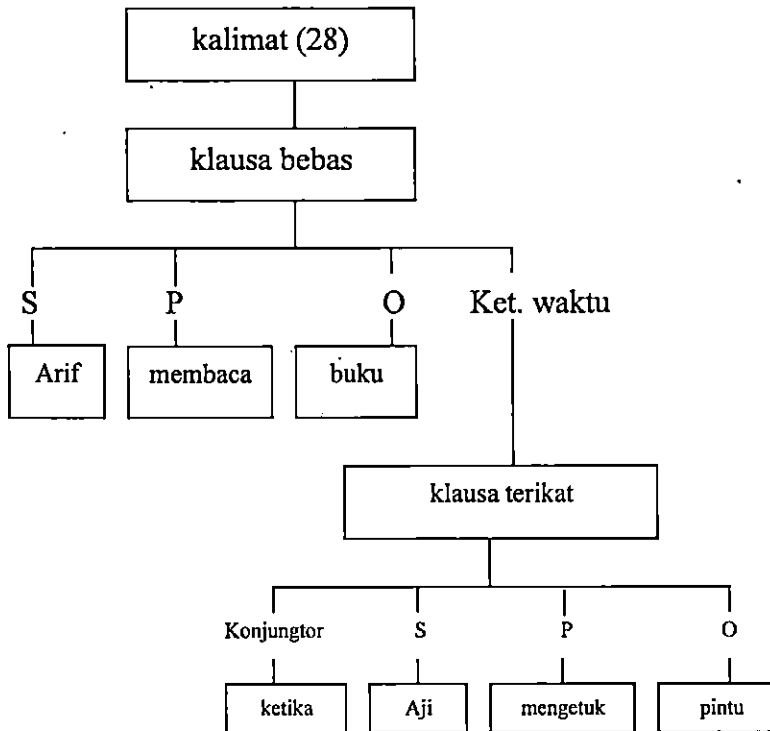 kalimat (28)
klausa bebas
S P O Ket. waktu
Arif membaca buku
klausa terikat
Konjungtor S P O
ketika Aji mengetuk pintu